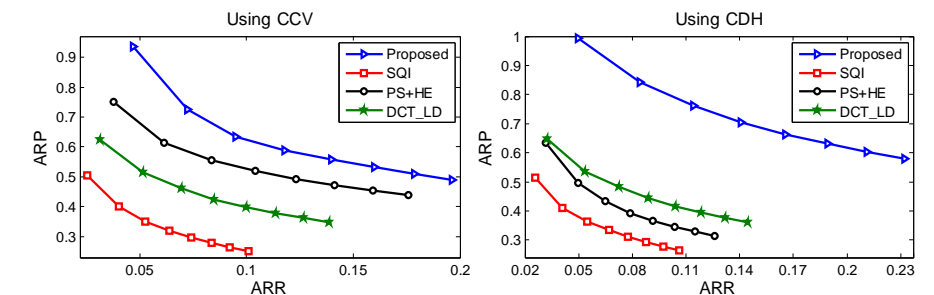 Using CCV
Using CDH
ARP
0.9
0.8
0.7
0.6
0.5
0.4
0.3
Proposed
SQI
PS+HE
DCT_LD
0.05
0.1
0.15
0.2
ARR
ARP
1
0.9
0.8
0.7
0.6
0.5
0.4
0.3
Proposed
SQI
PS+HE
DCT_LD
0.02
0.05
0.08
0.11
0.14
0.17
0.2
0.23
ARR